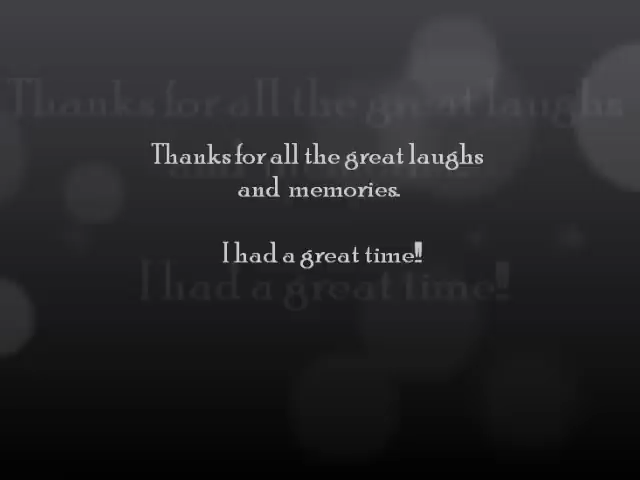 Thanks for all the great laughs
and memories.
I had a great time!!